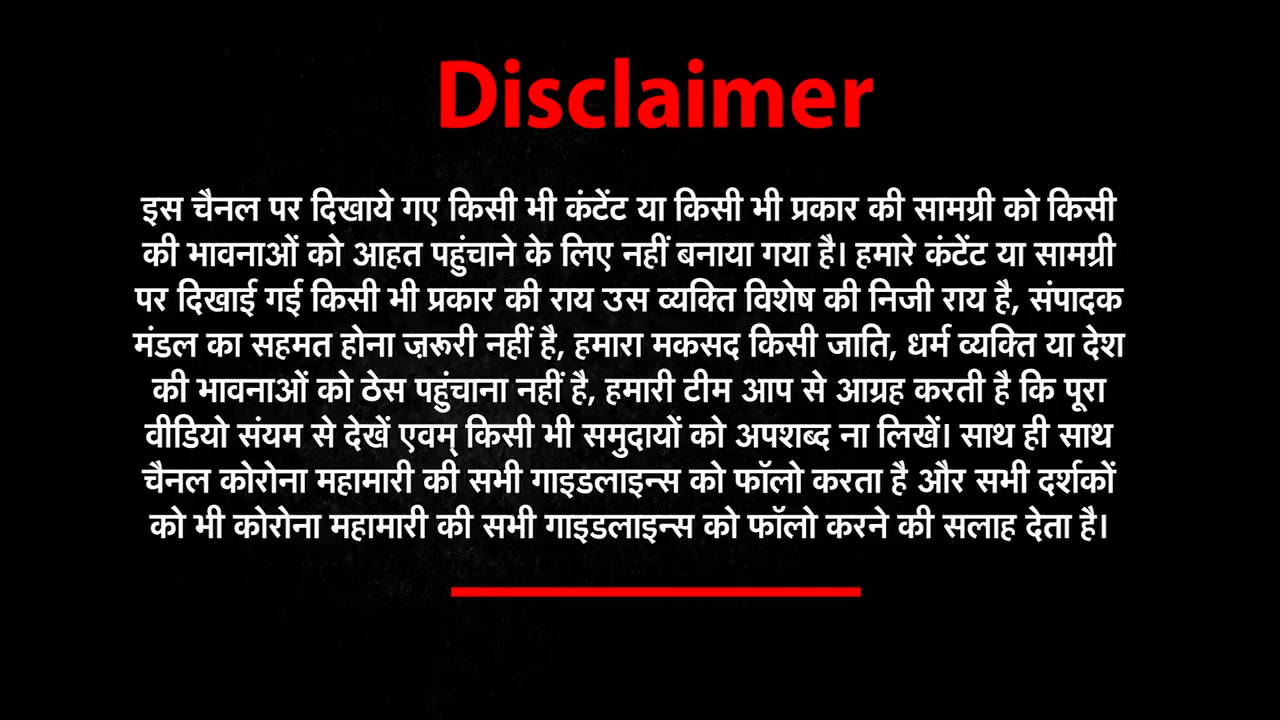 Disclaimer
इस चैनल पर दिखाये गए किसी भी कंटेंट या किसी भी प्रकार की सामग्री को किसी
की भावनाओं को आहत पहुंचाने के लिए नहीं बनाया गया है। हमारे कंटेंट या सामग्री
पर दिखाई गई किसी भी प्रकार की राय उस व्यक्ति विशेष की निजी राय है, संपादक
मंडल का सहमत होना ज़रूरी नहीं है, हमारा मकसद किसी जाति, धर्म व्यक्ति या देश
की भावनाओं को ठेस पहुंचाना नहीं है, हमारी टीम आप से आग्रह करती है कि पूरा
वीडियो संयम से देखें एवम् किसी भी समुदायों को अपशब्द ना लिखें। साथ ही साथ
चैनल कोरोना महामारी की सभी गाइडलाइन्स को फॉलो करता है और सभी दर्शकों
को भी कोरोना महामारी की सभी गाइडलाइन्स को फॉलो करने की सलाह देता है।